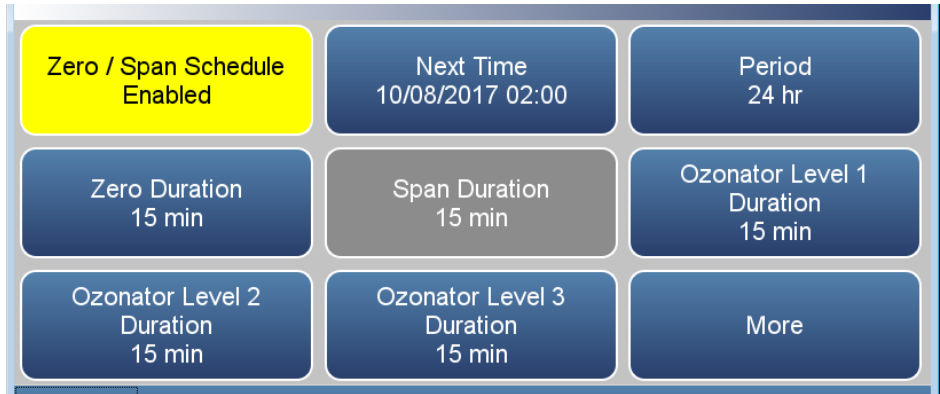 Zero / Span Schedule
Enabled
Next Time
10/08/2017 02:00
Period
24 hr
Zero Duration
15 min
Span Duration
15 min
Ozonator Level 1
Duration
15 min
Ozonator Level 2
Duration
15 min
Ozonator Level 3
Duration
15 min
More